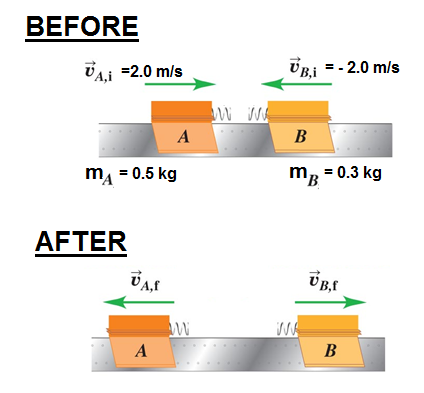 BEFORE
v⃗A,i =2.0 m/s
v⃗B,i = - 2.0 m/s
A
B
mA = 0.5 kg
mB = 0.3 kg
AFTER
v⃗A,f
v⃗B,f
A
B